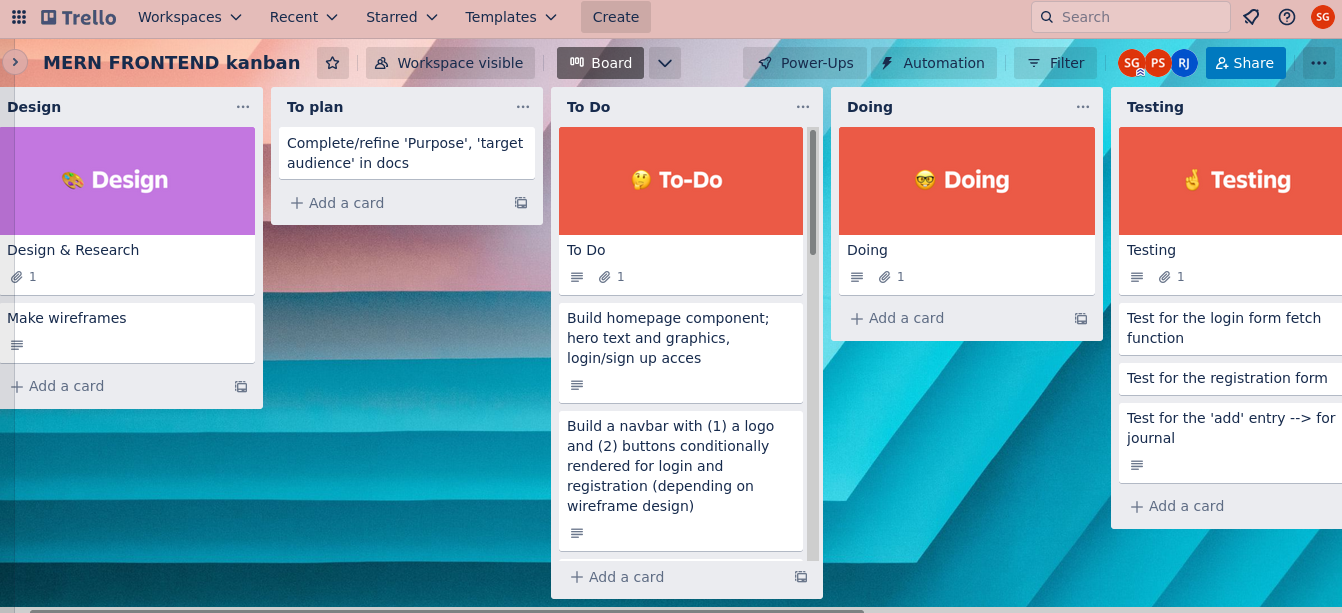 Trello
Workspaces
Recent
Starred
Templates
Create
Search
SG
MERN FRONTEND kanban
Workspace visible
Board
Power-Ups
Automation
Filter
SG
PS
RJ
Share
Design
Design
Design & Research
1
Make wireframes
+ Add a card
To plan
Complete/refine 'Purpose', 'target
audience' in docs
+ Add a card
To Do
To-Do
To Do
1
Build homepage component;
hero text and graphics,
login/sign up acces
Build a navbar with (1) a logo
and (2) buttons conditionally
rendered for login and
registration (depending on
wireframe design)
+ Add a card
Doing
Doing
Doing
1
+ Add a card
Testing
Testing
Testing
1
Test for the login form fetch
function
Test for the registration form
Test for the 'add' entry --> for
journal
+ Add a card